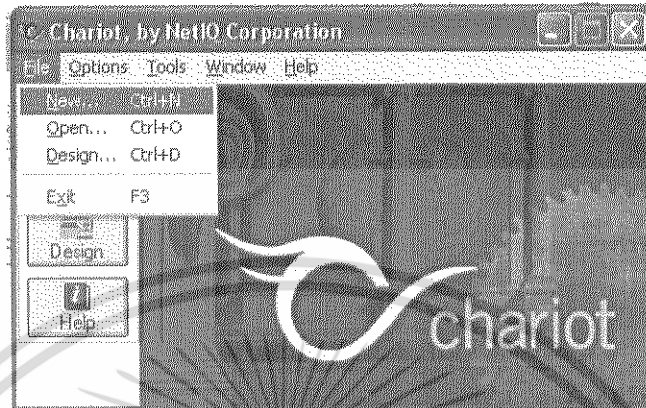 Chariot, by NetIQ Corporation
File Options Tools Window Help
New... Ctrl+N
Open... Ctrl+O
Design... Ctrl+D
Exit F3
Design
Help
chariot